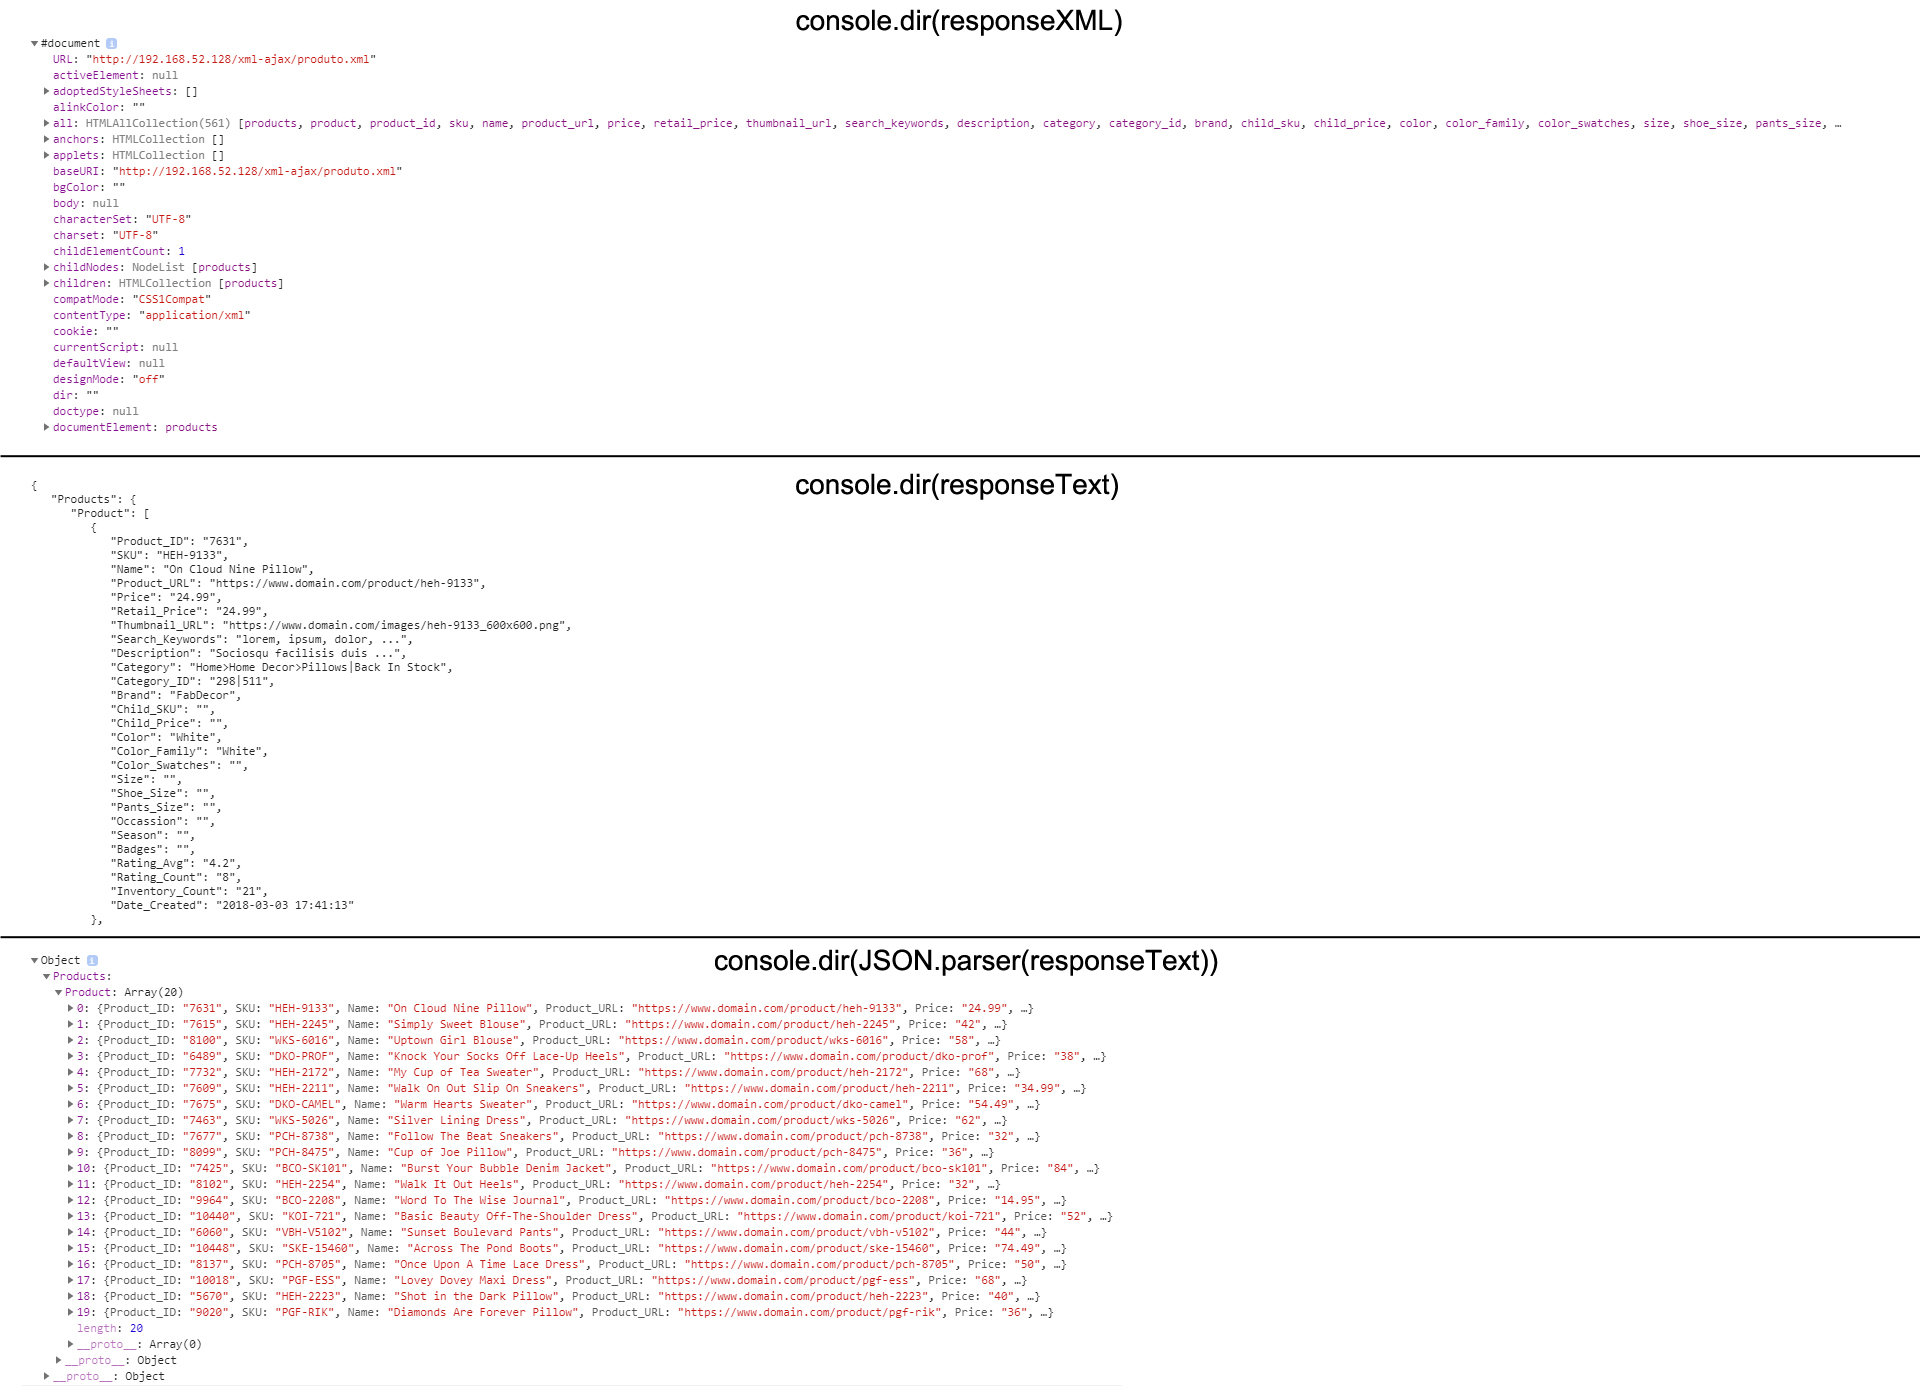 console.dir(responseXML)
▼#document i
URL: "http://192.168.52.128/xml-ajax/produto.xml"
activeElement: null
▶adoptedStyleSheets: []
alinkColor: ""
▶all: HTMLAllCollection(561) [products, product, product_id, sku, name, product_url, price, retail_price, thumbnail_url, search_keywords, description, category, category_id, brand, child_sku, child_price, color, color_family, color_swatches, size, shoe_size, pants_size, …
▶anchors: HTMLCollection []
▶applets: HTMLCollection []
baseURI: "http://192.168.52.128/xml-ajax/produto.xml"
bgColor: ""
body: null
characterSet: "UTF-8"
charset: "UTF-8"
childElementCount: 1
▶childNodes: NodeList [products]
▶children: HTMLCollection [products]
compatMode: "CSS1Compat"
contentType: "application/xml"
cookie: ""
currentScript: null
defaultView: null
designMode: "off"
dir: ""
doctype: null
▶documentElement: products
console.dir(responseText)
{
"Products": {
"Product": [
{
"Product_ID": "7631",
"SKU": "HEH-9133",
"Name": "On Cloud Nine Pillow",
"Product_URL": "https://www.domain.com/product/heh-9133",
"Price": "24.99",
"Retail_Price": "24.99",
"Thumbnail_URL": "https://www.domain.com/images/heh-9133_600x600.png",
"Search_Keywords": "lorem, ipsum, dolor, ...",
"Description": "Sociosqu facilisis duis ...",
"Category": "Home>Home Decor>Pillows|Back In Stock",
"Category_ID": "298|511",
"Brand": "FabDecor",
"Child_SKU": "",
"Child_Price": "",
"Color": "White",
"Color_Family": "White",
"Color_Swatches": "",
"Size": "",
"Shoe_Size": "",
"Pants_Size": "",
"Occassion": "",
"Season": "",
"Badges": "",
"Rating_Avg": "4.2",
"Rating_Count": "8",
"Inventory_Count": "21",
"Date_Created": "2018-03-03 17:41:13"
},
console.dir(JSON.parser(responseText))
▼Object i
▼Products:
▼Product: Array(20)
▶0: {Product_ID: "7631", SKU: "HEH-9133", Name: "On Cloud Nine Pillow", Product_URL: "https://www.domain.com/product/heh-9133", Price: "24.99", …}
▶1: {Product_ID: "7615", SKU: "HEH-2245", Name: "Simply Sweet Blouse", Product_URL: "https://www.domain.com/product/heh-2245", Price: "42", …}
▶2: {Product_ID: "8100", SKU: "WKS-6016", Name: "Uptown Girl Blouse", Product_URL: "https://www.domain.com/product/wks-6016", Price: "58", …}
▶3: {Product_ID: "6489", SKU: "DKO-PROF", Name: "Knock Your Socks Off Lace-Up Heels", Product_URL: "https://www.domain.com/product/dko-prof", Price: "38", …}
▶4: {Product_ID: "7732", SKU: "HEH-2172", Name: "My Cup of Tea Sweater", Product_URL: "https://www.domain.com/product/heh-2172", Price: "68", …}
▶5: {Product_ID: "7609", SKU: "HEH-2211", Name: "Walk On Out Slip On Sneakers", Product_URL: "https://www.domain.com/product/heh-2211", Price: "34.99", …}
▶6: {Product_ID: "7675", SKU: "DKO-CAMEL", Name: "Warm Hearts Sweater", Product_URL: "https://www.domain.com/product/dko-camel", Price: "54.49", …}
▶7: {Product_ID: "7463", SKU: "WKS-5026", Name: "Silver Lining Dress", Product_URL: "https://www.domain.com/product/wks-5026", Price: "62", …}
▶8: {Product_ID: "7677", SKU: "PCH-8738", Name: "Follow The Beat Sneakers", Product_URL: "https://www.domain.com/product/pch-8738", Price: "32", …}
▶9: {Product_ID: "8099", SKU: "PCH-8475", Name: "Cup of Joe Pillow", Product_URL: "https://www.domain.com/product/pch-8475", Price: "36", …}
▶10: {Product_ID: "7425", SKU: "BCO-SK101", Name: "Burst Your Bubble Denim Jacket", Product_URL: "https://www.domain.com/product/bco-sk101", Price: "84", …}
▶11: {Product_ID: "8102", SKU: "HEH-2254", Name: "Walk It Out Heels", Product_URL: "https://www.domain.com/product/heh-2254", Price: "32", …}
▶12: {Product_ID: "9964", SKU: "BCO-2208", Name: "Word To The Wise Journal", Product_URL: "https://www.domain.com/product/bco-2208", Price: "14.95", …}
▶13: {Product_ID: "10440", SKU: "KOI-721", Name: "Basic Beauty Off-The-Shoulder Dress", Product_URL: "https://www.domain.com/product/koi-721", Price: "52", …}
▶14: {Product_ID: "6060", SKU: "VBH-V5102", Name: "Sunset Boulevard Pants", Product_URL: "https://www.domain.com/product/vbh-v5102", Price: "44", …}
▶15: {Product_ID: "10448", SKU: "SKE-15460", Name: "Across The Pond Boots", Product_URL: "https://www.domain.com/product/ske-15460", Price: "74.49", …}
▶16: {Product_ID: "8137", SKU: "PCH-8705", Name: "Once Upon A Time Lace Dress", Product_URL: "https://www.domain.com/product/pch-8705", Price: "50", …}
▶17: {Product_ID: "10018", SKU: "PGF-ESS", Name: "Lovey Dovey Maxi Dress", Product_URL: "https://www.domain.com/product/pgf-ess", Price: "68", …}
▶18: {Product_ID: "5670", SKU: "HEH-2223", Name: "Shot in the Dark Pillow", Product_URL: "https://www.domain.com/product/heh-2223", Price: "40", …}
▶19: {Product_ID: "9020", SKU: "PGF-RIK", Name: "Diamonds Are Forever Pillow", Product_URL: "https://www.domain.com/product/pgf-rik", Price: "36", …}
length: 20
▶__proto__: Array(0)
▶__proto__: Object
▶__proto__: Object